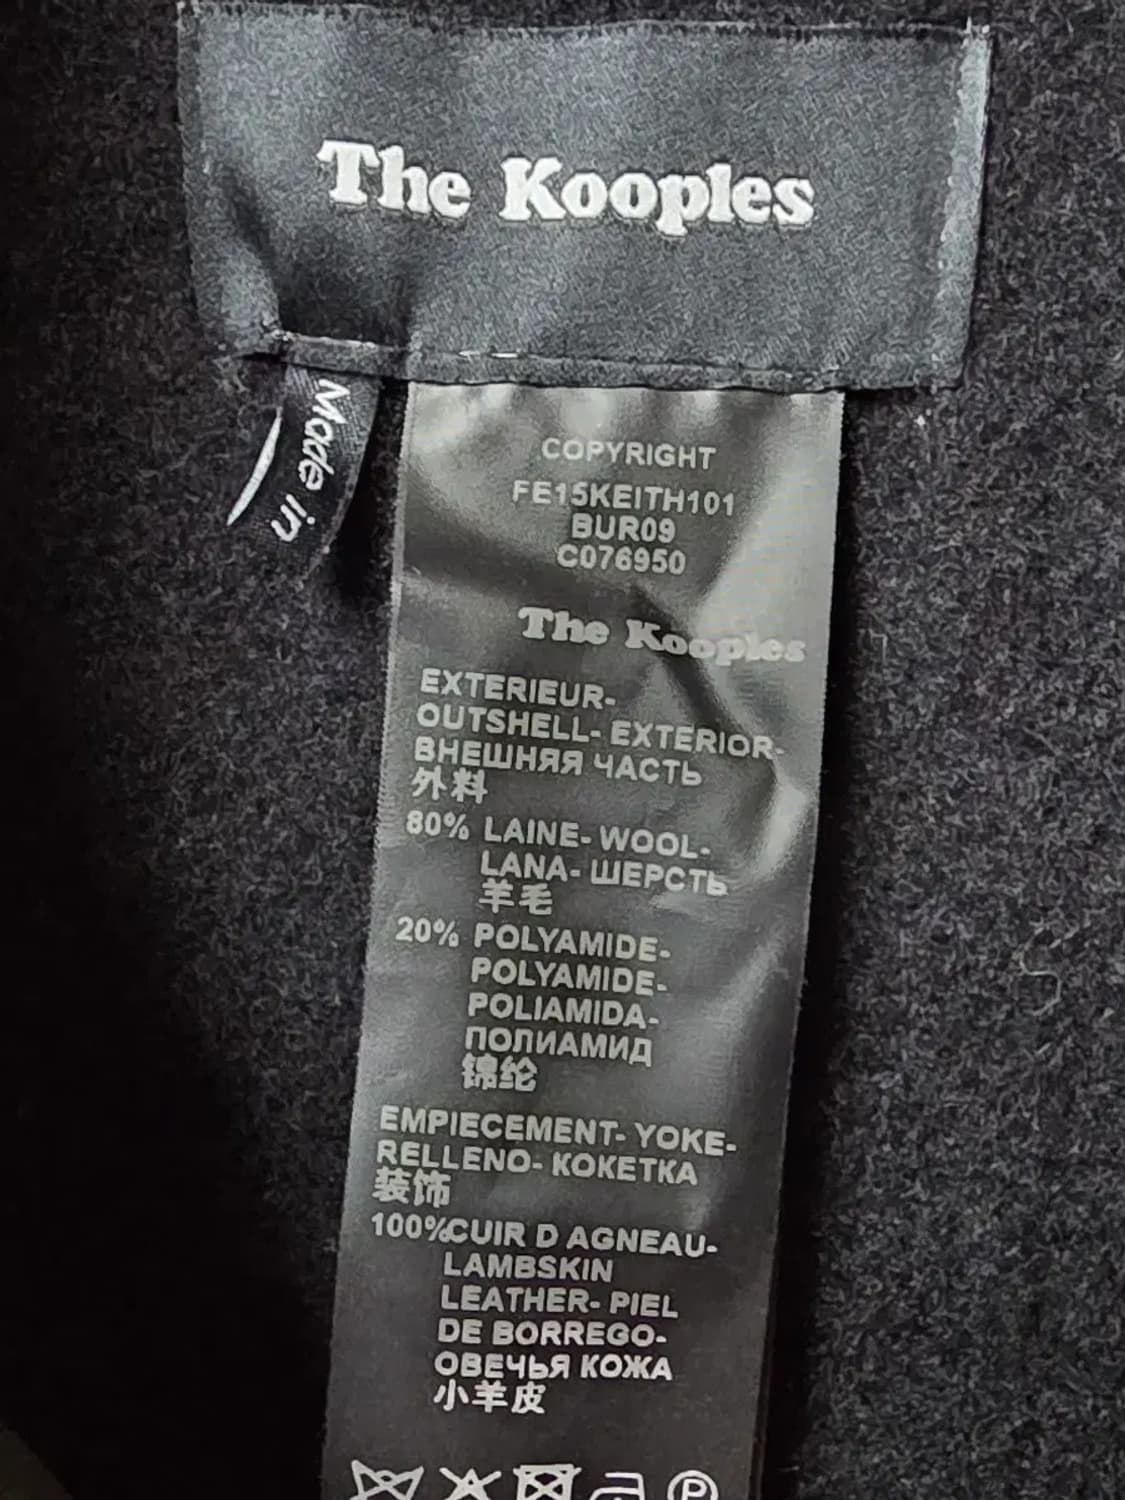 The Kooples
Made in
COPYRIGHT
FE15KEITH101
BUR09
C076950
The Kooples
EXTERIEUR-
OUTSHELL- EXTERIOR-
ВНЕШНЯЯ ЧАСТЬ
外料
80% LAINE- WOOL-
LANA- ШЕРСТЬ
羊毛
20% POLYAMIDE-
POLYAMIDE-
POLIAMIDA-
ПОЛИАМИД
锦纶
EMPIECEMENT- YOKE-
RELLENO- КОКЕТКА
装饰
100%CUIR D AGNEAU-
LAMBSKIN
LEATHER- PIEL
DE BORREGO-
ОВЕЧЬЯ КОЖА
小羊皮
P